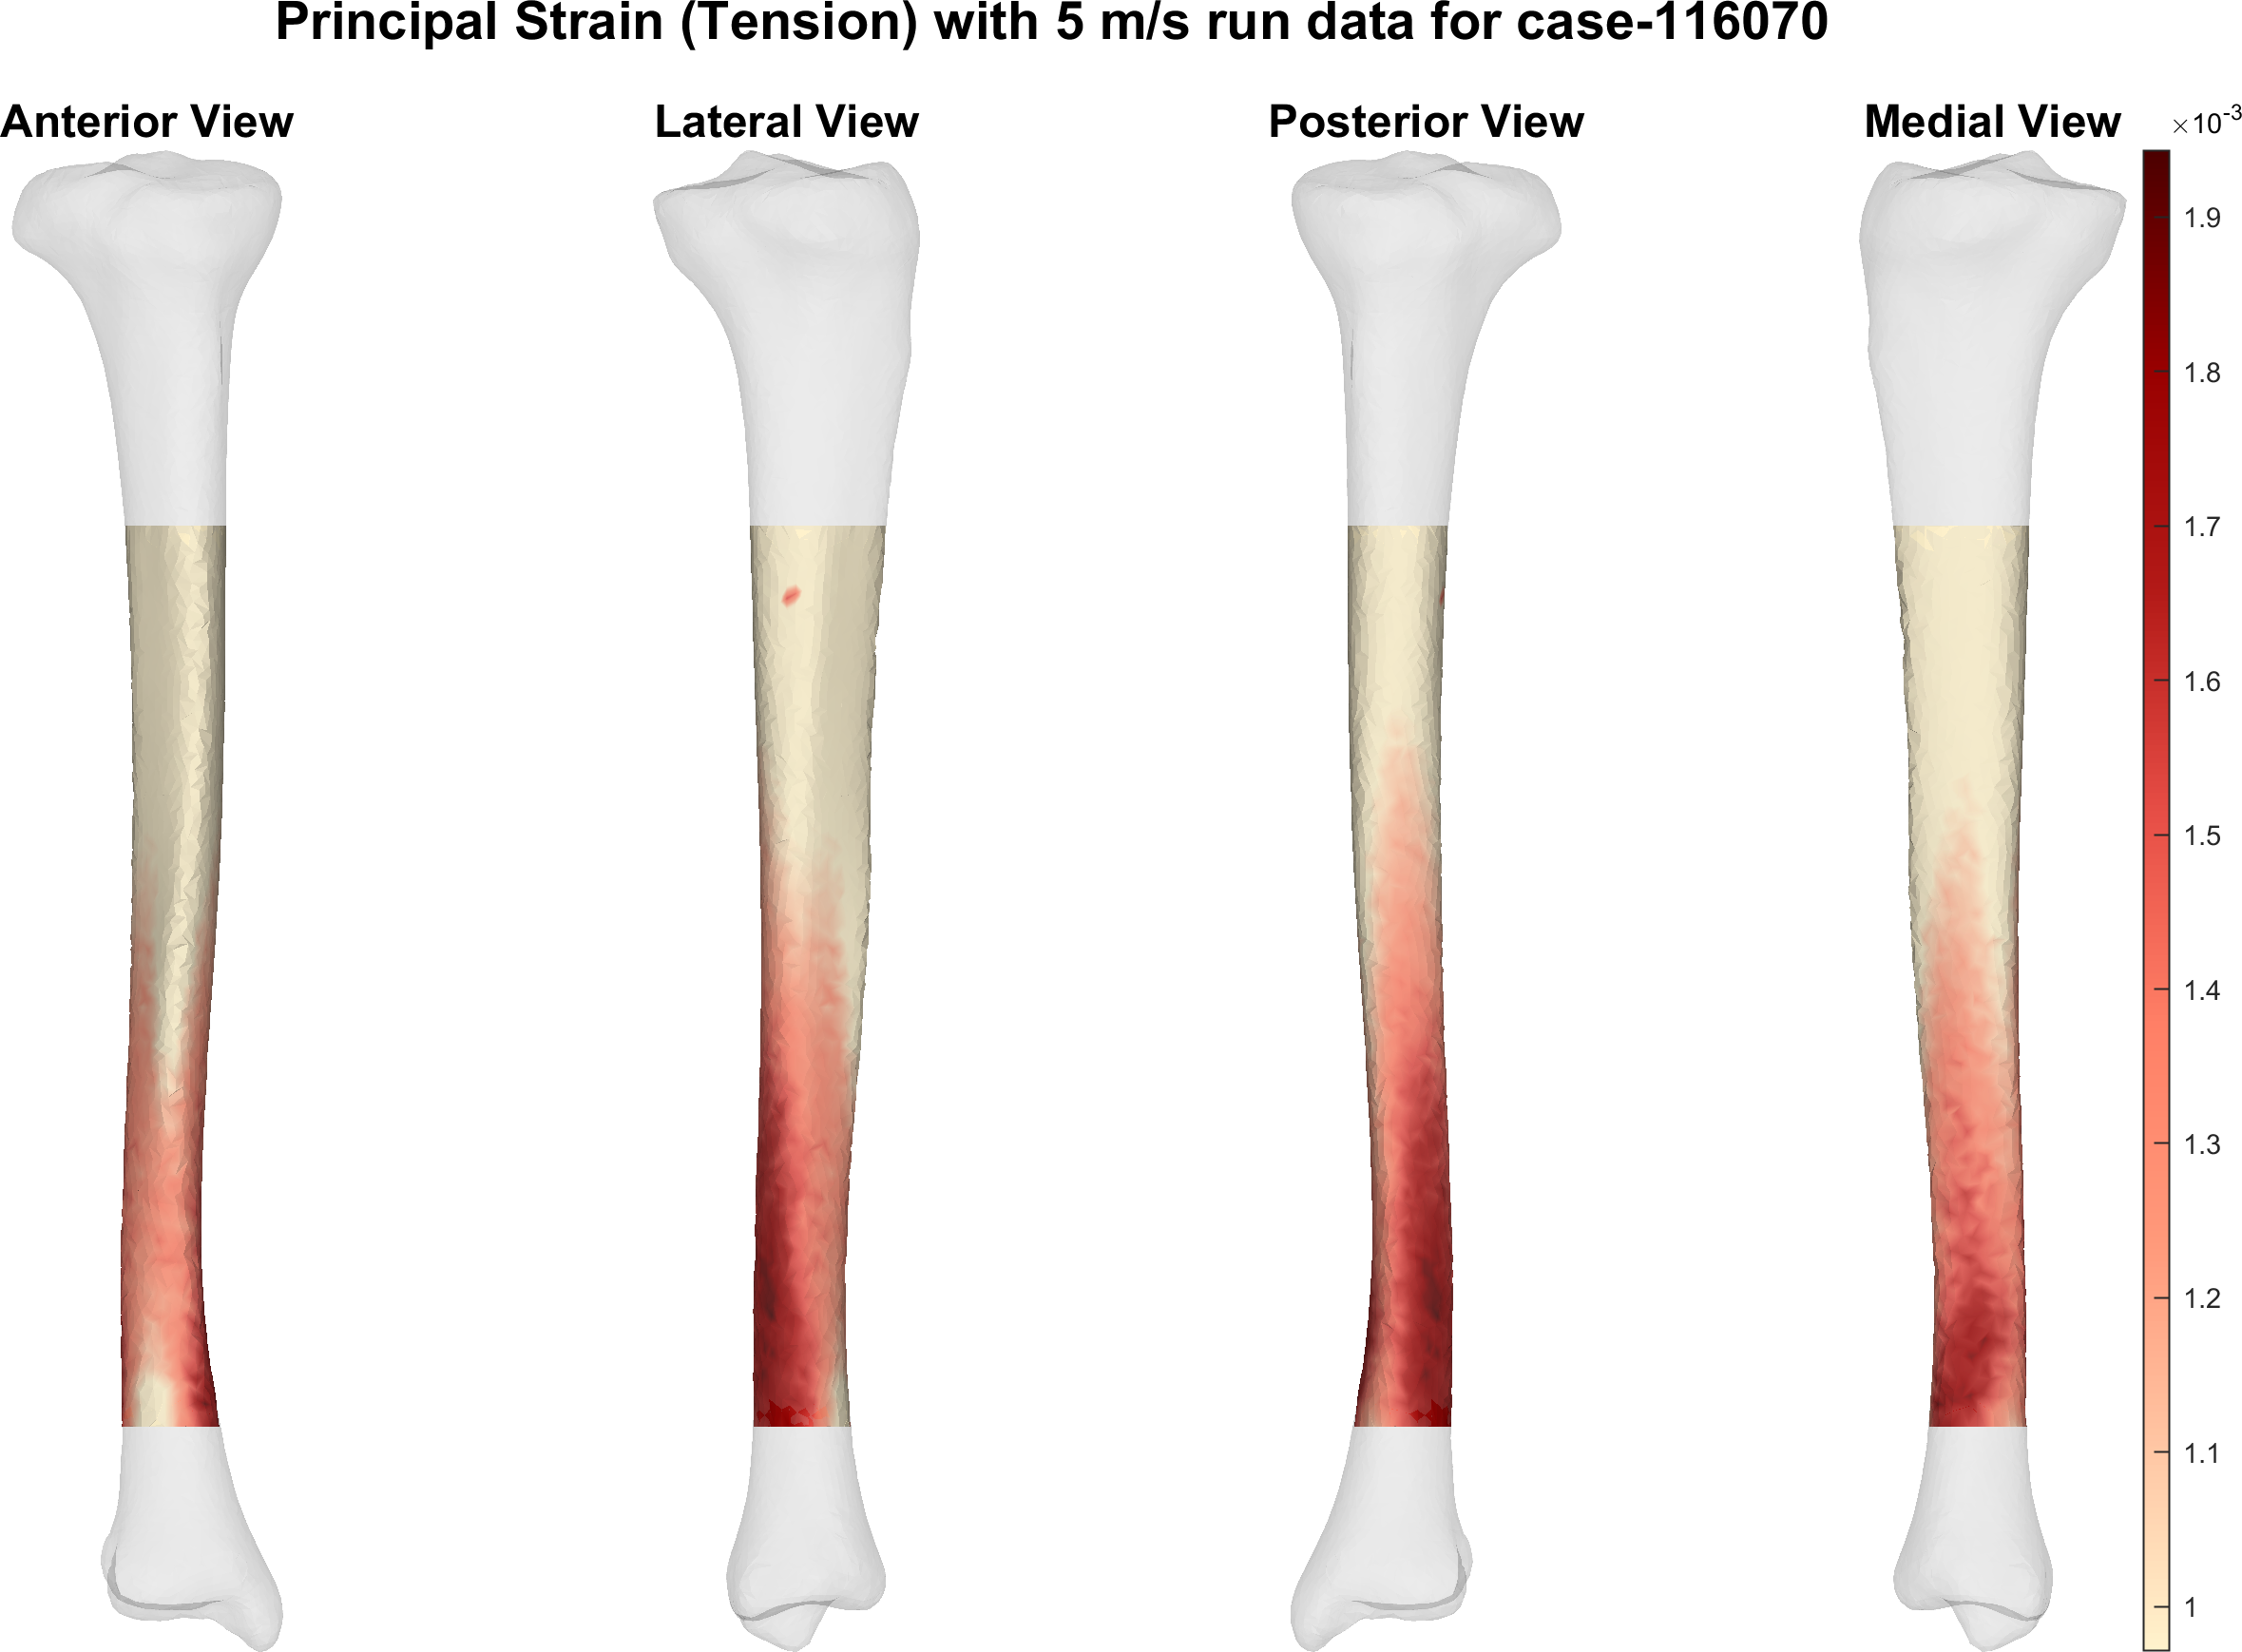 Principal Strain (Tension) with 5 m/s run data for case-116070
Anterior View
Lateral View
Posterior View
Medial View
×10-3
1.9
1.8
1.7
1.6
1.5
1.4
1.3
1.2
1.1
1